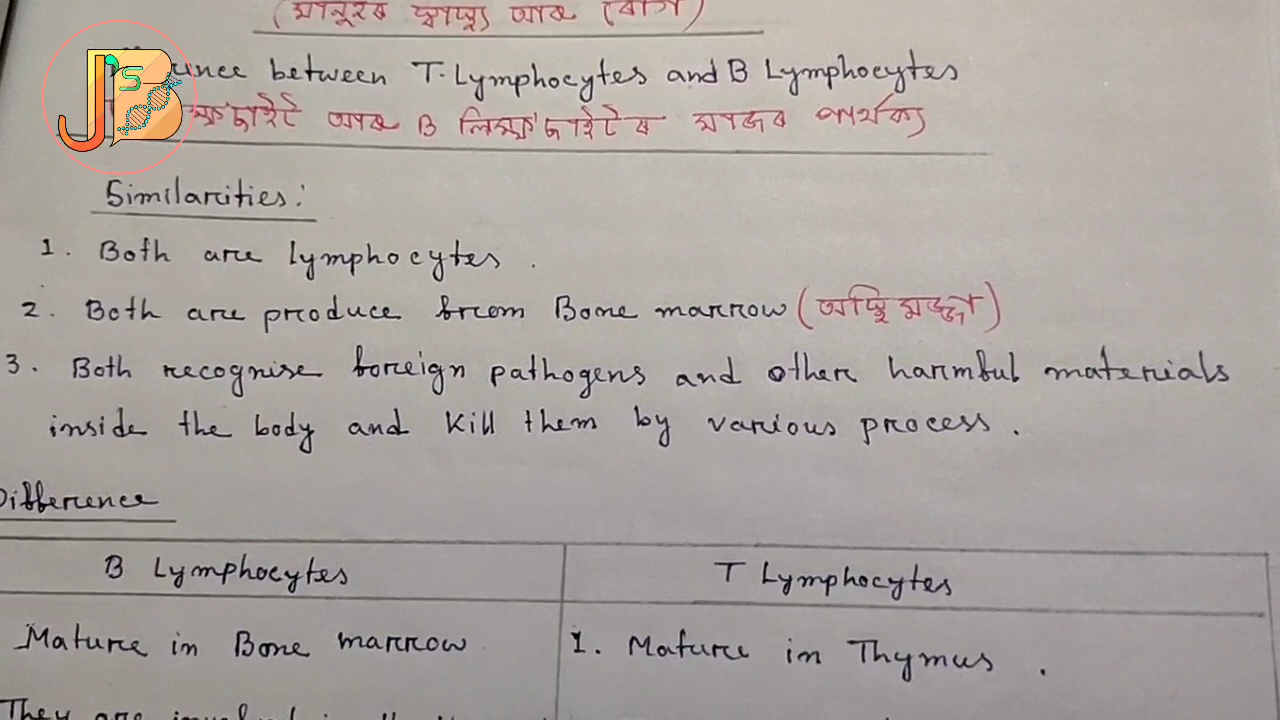 (মানুহৰ স্বাস্থ্য আৰু ৰোগ)
between T. Lymphocytes and B Lymphocytes
আৰু B লিম্ফ'চাইটৰ মাজৰ পাৰ্থক্য
J B'S
Similarities:
1. Both are lymphocytes.
2. Both are produce from Bone marrow (অস্থি মজ্জা)
3. Both recognise foreign pathogens and other harmful materials
inside the body and kill them by various process.
Difference
B Lymphocytes T Lymphocytes
Mature in Bone marrow 1. Mature in Thymus.
They are